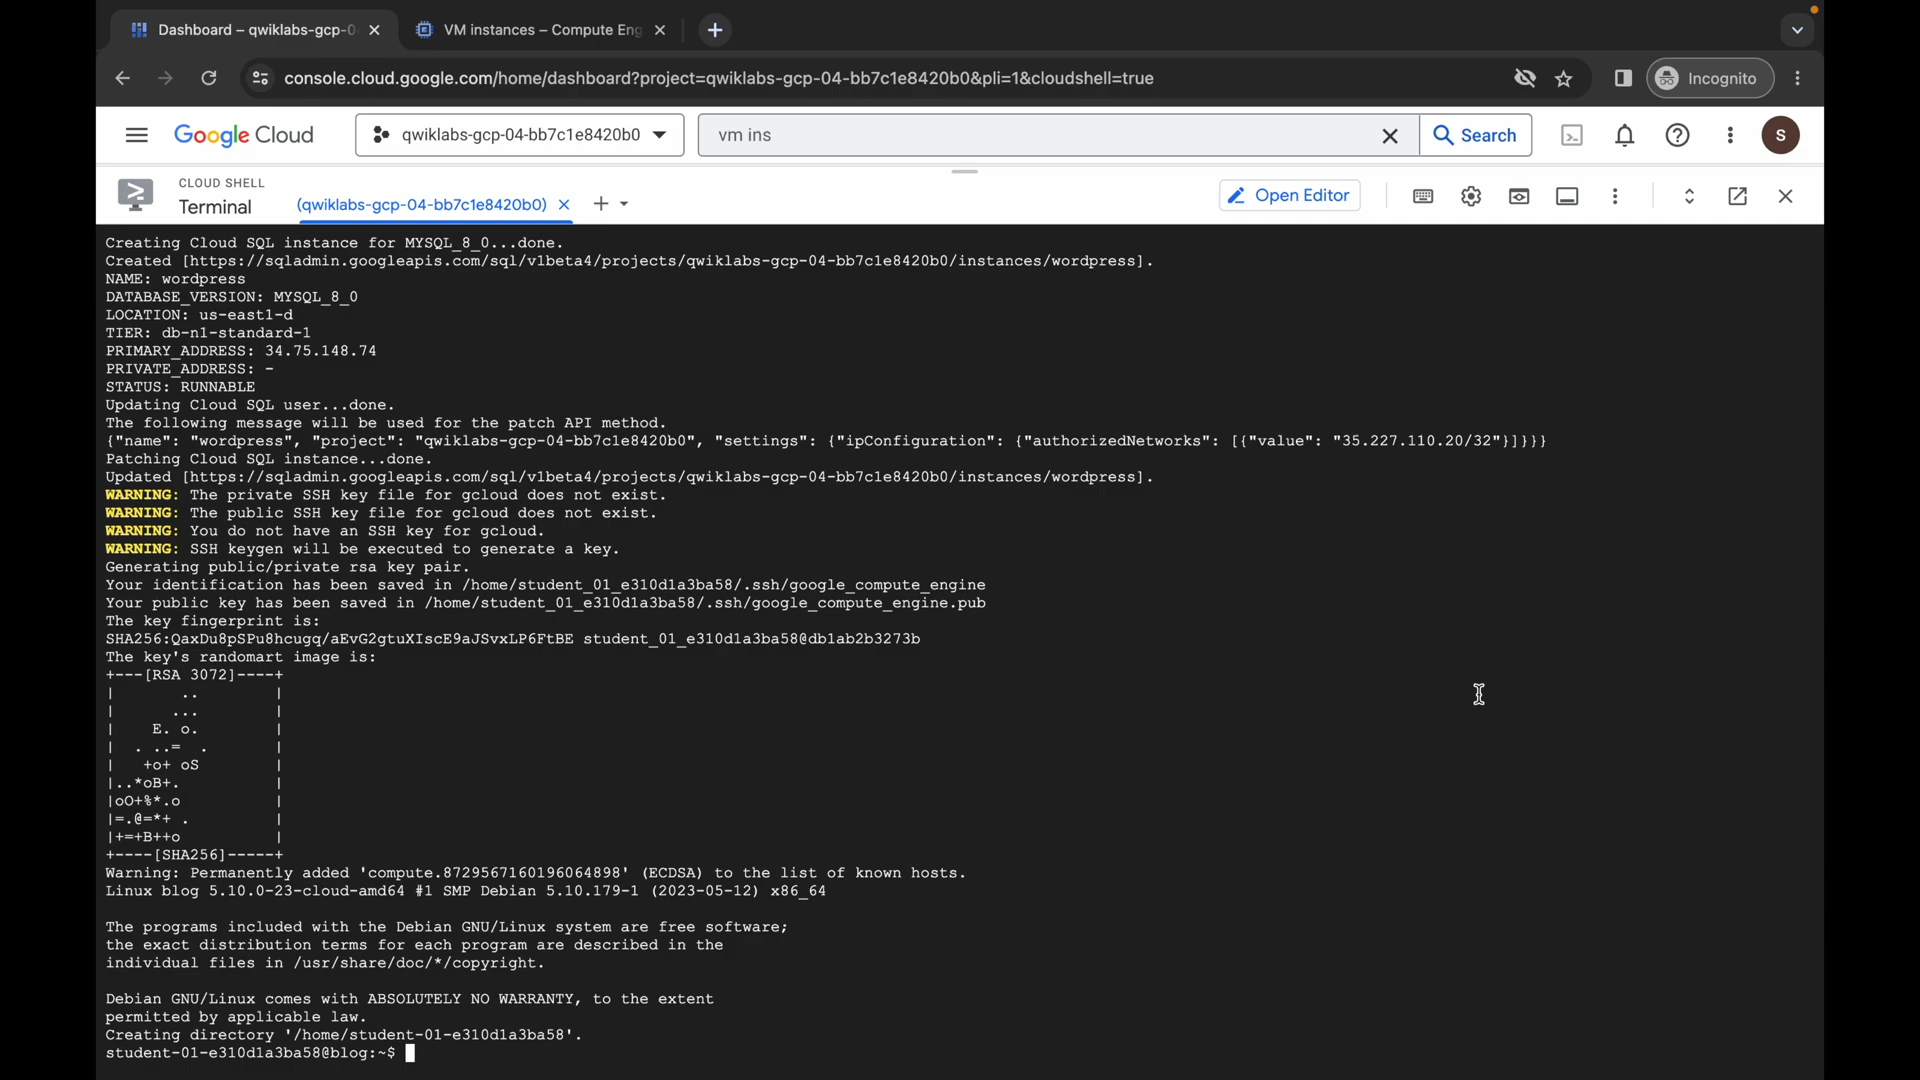 Dashboard – qwiklabs-gcp-0
VM instances – Compute Eng
console.cloud.google.com/home/dashboard?project=qwiklabs-gcp-04-bb7c1e8420b0&pli=1&cloudshell=true
Incognito
Google Cloud
qwiklabs-gcp-04-bb7c1e8420b0
vm ins
Search
S
CLOUD SHELL
Terminal
(qwiklabs-gcp-04-bb7c1e8420b0)
Open Editor
Creating Cloud SQL instance for MYSQL_8_0...done.
Created [https://sqladmin.googleapis.com/sql/v1beta4/projects/qwiklabs-gcp-04-bb7c1e8420b0/instances/wordpress].
NAME: wordpress
DATABASE_VERSION: MYSQL_8_0
LOCATION: us-east1-d
TIER: db-n1-standard-1
PRIMARY_ADDRESS: 34.75.148.74
PRIVATE_ADDRESS: -
STATUS: RUNNABLE
Updating Cloud SQL user...done.
The following message will be used for the patch API method.
{"name": "wordpress", "project": "qwiklabs-gcp-04-bb7c1e8420b0", "settings": {"ipConfiguration": {"authorizedNetworks": [{"value": "35.227.110.20/32"}]}}}
Patching Cloud SQL instance...done.
Updated [https://sqladmin.googleapis.com/sql/v1beta4/projects/qwiklabs-gcp-04-bb7c1e8420b0/instances/wordpress].
WARNING: The private SSH key file for gcloud does not exist.
WARNING: The public SSH key file for gcloud does not exist.
WARNING: You do not have an SSH key for gcloud.
WARNING: SSH keygen will be executed to generate a key.
Generating public/private rsa key pair.
Your identification has been saved in /home/student_01_e310d1a3ba58/.ssh/google_compute_engine
Your public key has been saved in /home/student_01_e310d1a3ba58/.ssh/google_compute_engine.pub
The key fingerprint is:
SHA256:QaxDu8pSPu8hcugq/aEvG2gtuXIscE9aJSvxLP6FtBE student_01_e310d1a3ba58@db1ab2b3273b
The key's randomart image is:
+---[RSA 3072]----+
|       ..        |
|      ...        |
|    E. o.        |
|  . ..=  .       |
|   +o+ oS        |
|..*oB+.          |
|oO+%*.o          |
|=.@=*+ .         |
|+=+B++o          |
+----[SHA256]-----+
Warning: Permanently added 'compute.8729567160196064898' (ECDSA) to the list of known hosts.
Linux blog 5.10.0-23-cloud-amd64 #1 SMP Debian 5.10.179-1 (2023-05-12) x86_64
The programs included with the Debian GNU/Linux system are free software;
the exact distribution terms for each program are described in the
individual files in /usr/share/doc/*/copyright.
Debian GNU/Linux comes with ABSOLUTELY NO WARRANTY, to the extent
permitted by applicable law.
Creating directory '/home/student-01-e310d1a3ba58'.
student-01-e310d1a3ba58@blog:~$